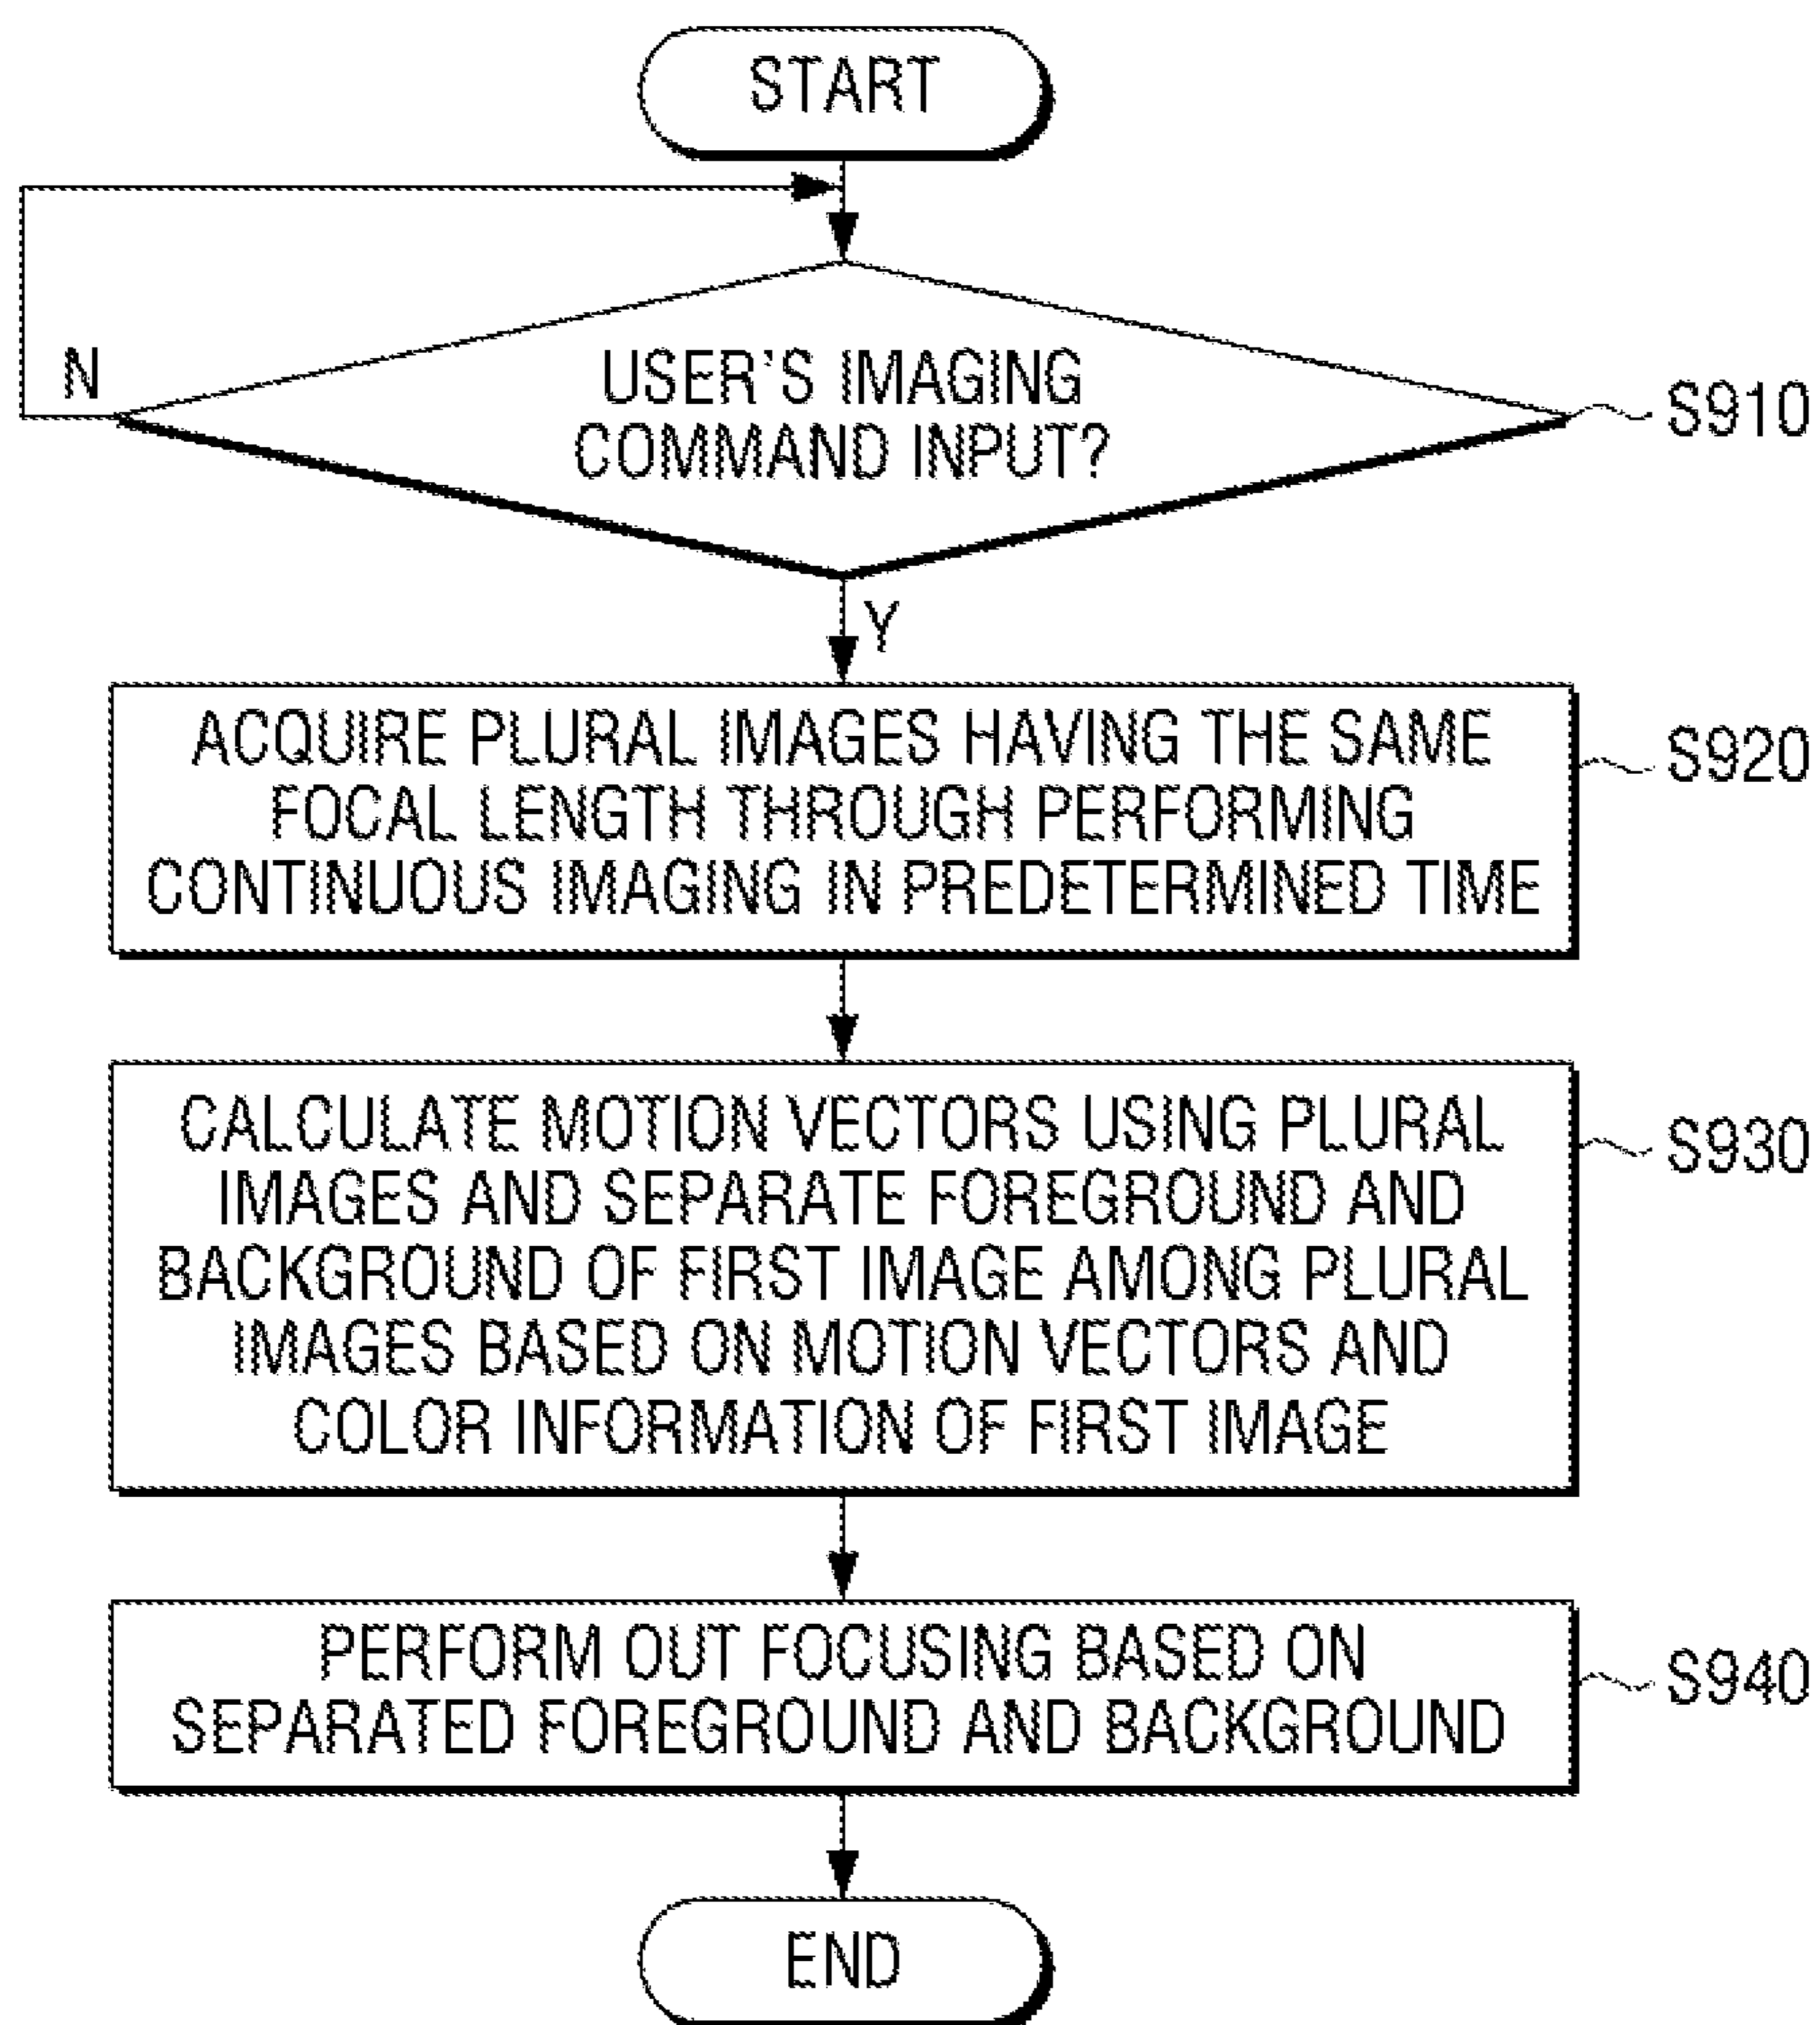 START
N
USER'S IMAGING
COMMAND INPUT?
S910
Y
ACQUIRE PLURAL IMAGES HAVING THE SAME
FOCAL LENGTH THROUGH PERFORMING
CONTINUOUS IMAGING IN PREDETERMINED TIME
S920
CALCULATE MOTION VECTORS USING PLURAL
IMAGES AND SEPARATE FOREGROUND AND
BACKGROUND OF FIRST IMAGE AMONG PLURAL
IMAGES BASED ON MOTION VECTORS AND
COLOR INFORMATION OF FIRST IMAGE
S930
PERFORM OUT FOCUSING BASED ON
SEPARATED FOREGROUND AND BACKGROUND
S940
END